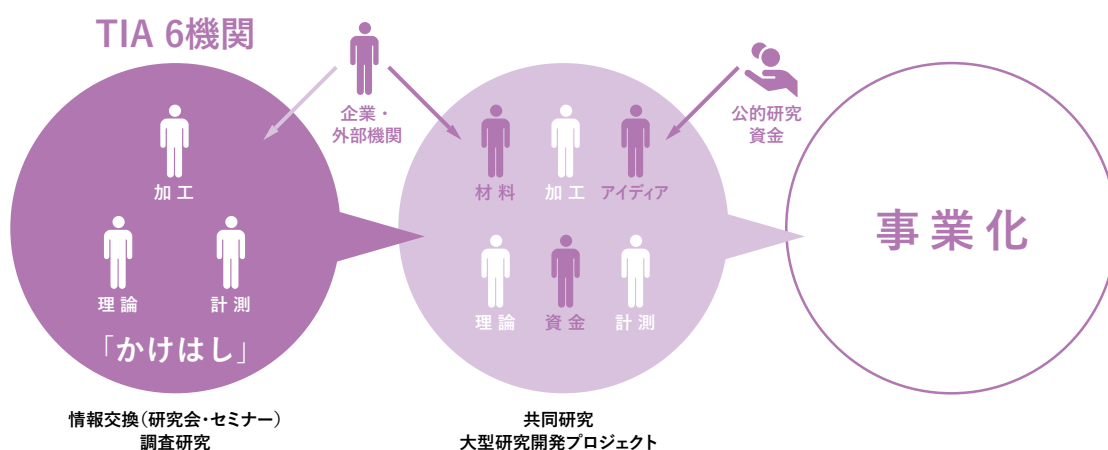 TIA 6機関
企業・
外部機関
公的研究
資金
加工
理論
計測
「かけはし」
材料
加工
アイディア
理論
資金
計測
事業化
情報交換(研究会・セミナー)
調査研究
共同研究
大型研究開発プロジェクト